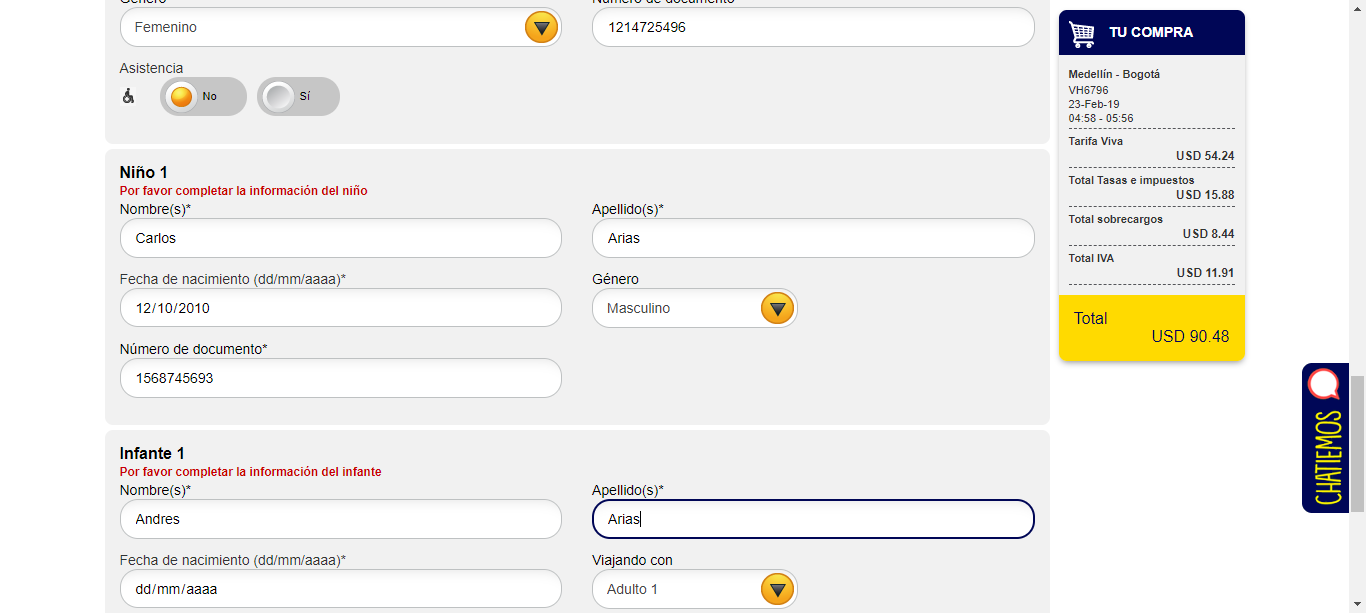 Género
Número de documento
Femenino
1214725496
Asistencia
No
Sí
Niño 1
Por favor completar la información del niño
Nombre(s)*
Apellido(s)*
Carlos
Arias
Fecha de nacimiento (dd/mm/aaaa)*
Género
12/10/2010
Masculino
Número de documento*
1568745693
Infante 1
Por favor completar la información del infante
Nombre(s)*
Apellido(s)*
Andres
Arias
Fecha de nacimiento (dd/mm/aaaa)*
Viajando con
dd/mm/aaaa
Adulto 1
TU COMPRA
Medellín - Bogotá
VH6796
23-Feb-19
04:58 - 05:56
Tarifa Viva
USD 54.24
Total Tasas e impuestos
USD 15.88
Total sobrecargos
USD 8.44
Total IVA
USD 11.91
Total
USD 90.48
CHATIEMOS